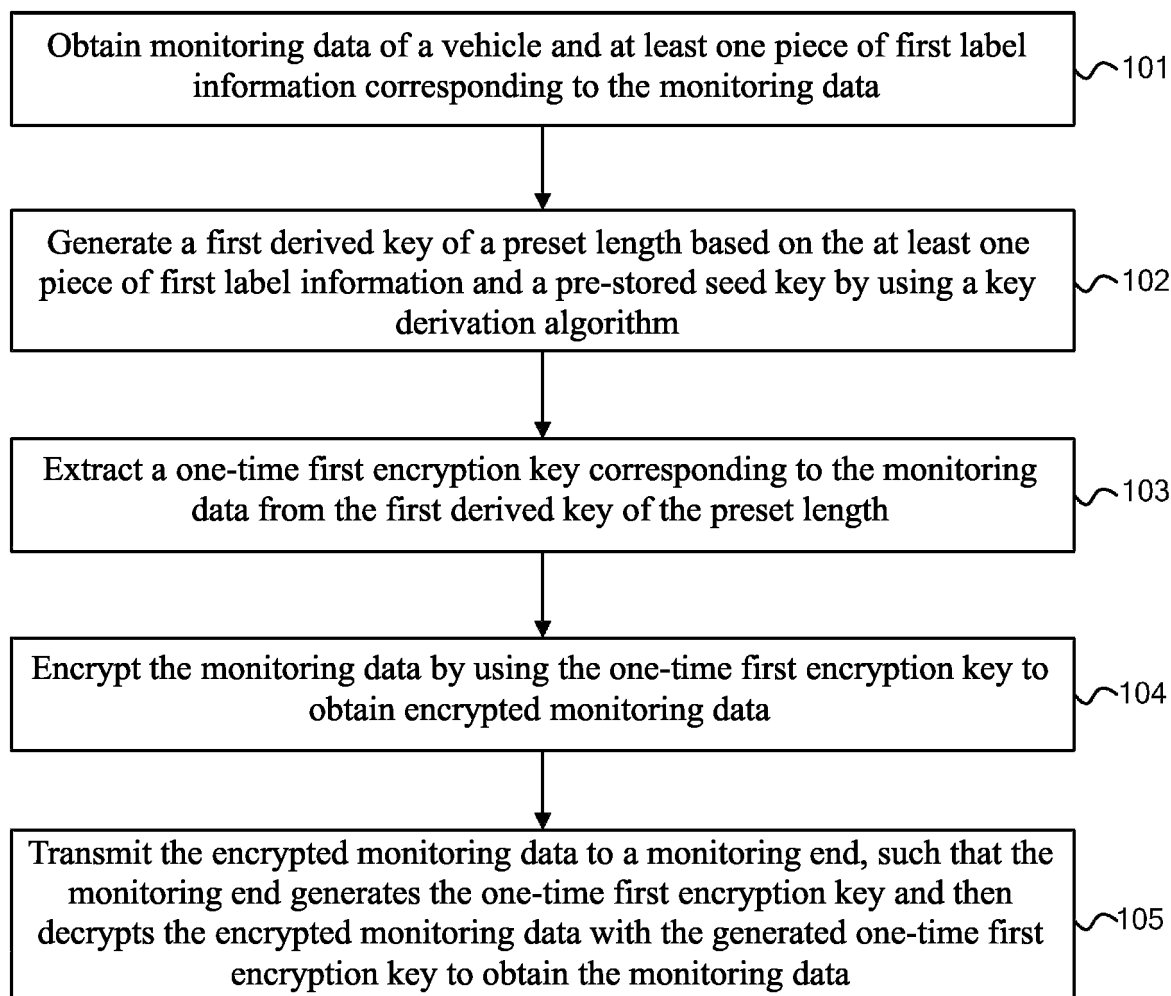 Obtain monitoring data of a vehicle and at least one piece of first label
information corresponding to the monitoring data
101
Generate a first derived key of a preset length based on the at least one
piece of first label information and a pre-stored seed key by using a key
derivation algorithm
102
Extract a one-time first encryption key corresponding to the monitoring
data from the first derived key of the preset length
103
Encrypt the monitoring data by using the one-time first encryption key to
obtain encrypted monitoring data
104
Transmit the encrypted monitoring data to a monitoring end, such that the
monitoring end generates the one-time first encryption key and then
decrypts the encrypted monitoring data with the generated one-time first
encryption key to obtain the monitoring data
105